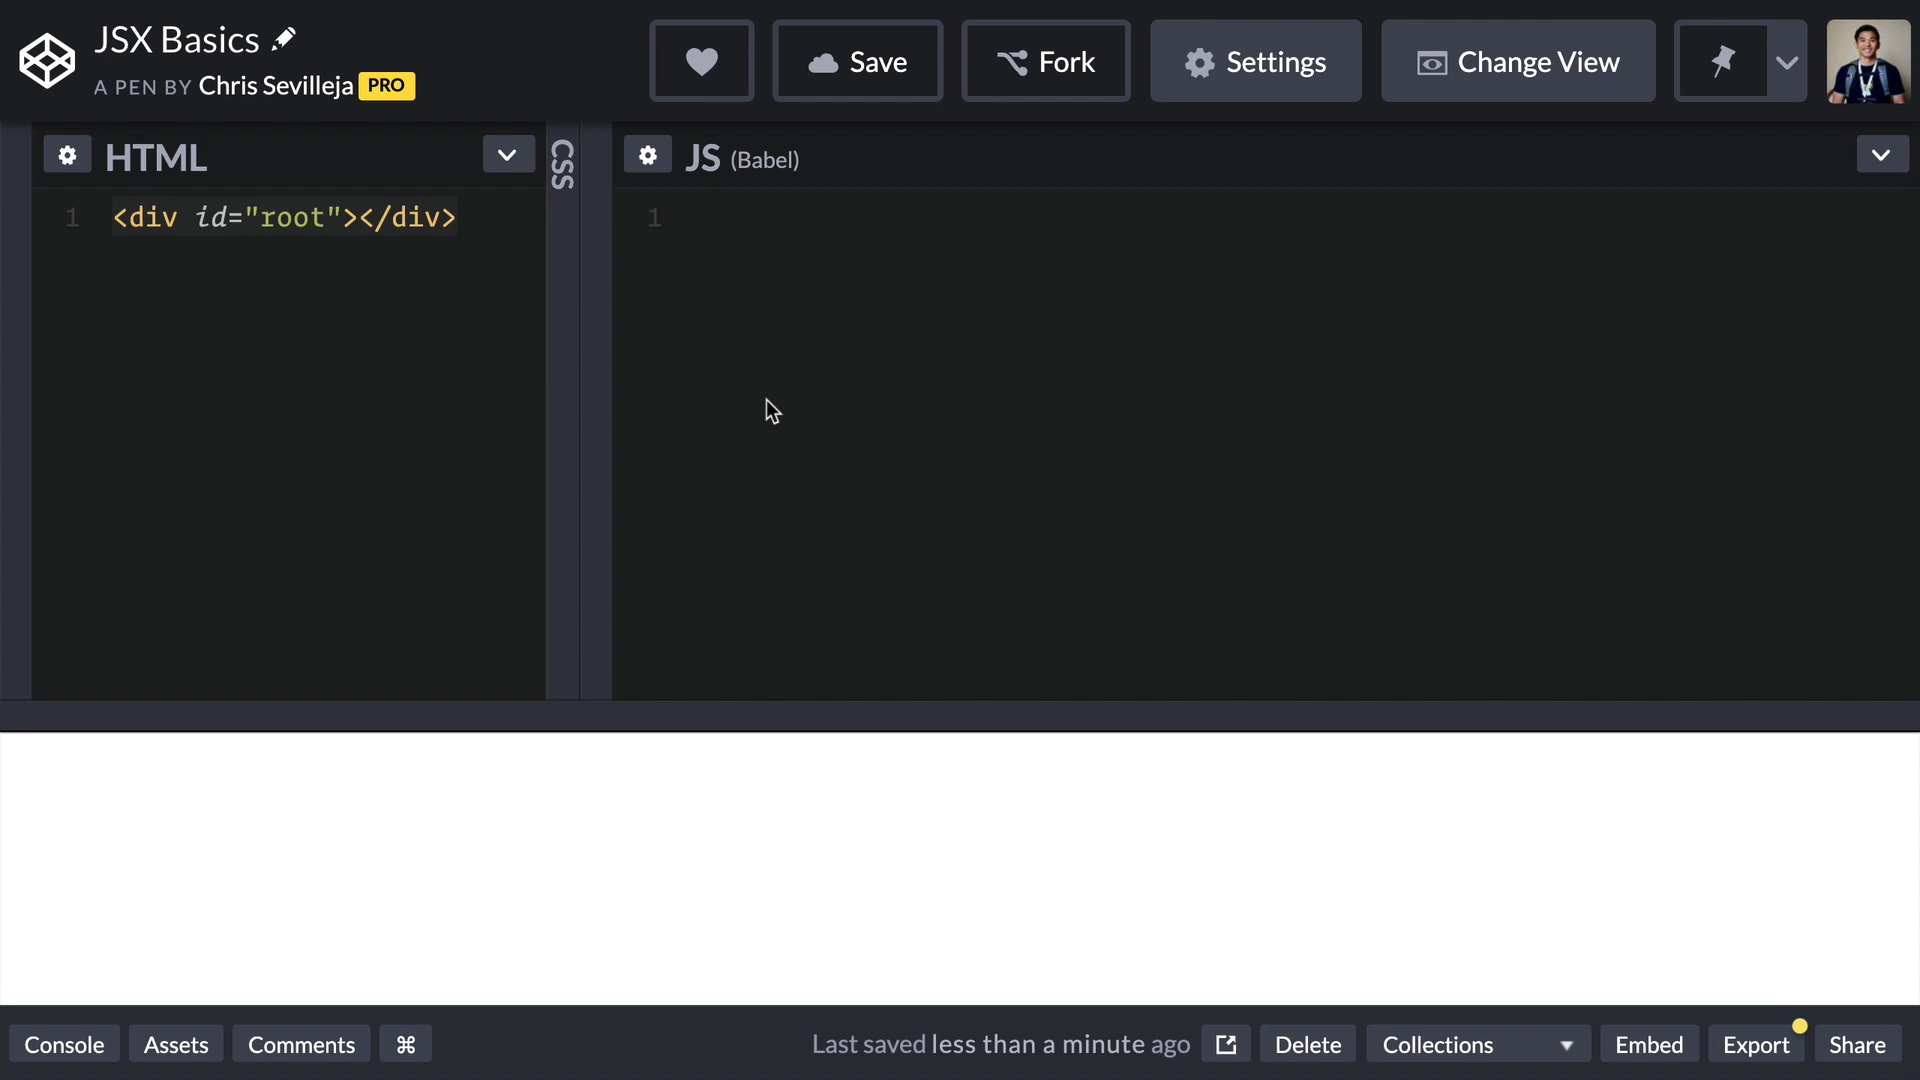 JSX Basics
A PEN BY Chris Sevilleja PRO
Save
Fork
Settings
Change View
HTML
CSS
JS (Babel)
1 <div id="root"></div>
1
Console
Assets
Comments
⌘
Last saved less than a minute ago
Delete
Collections
Embed
Export
Share